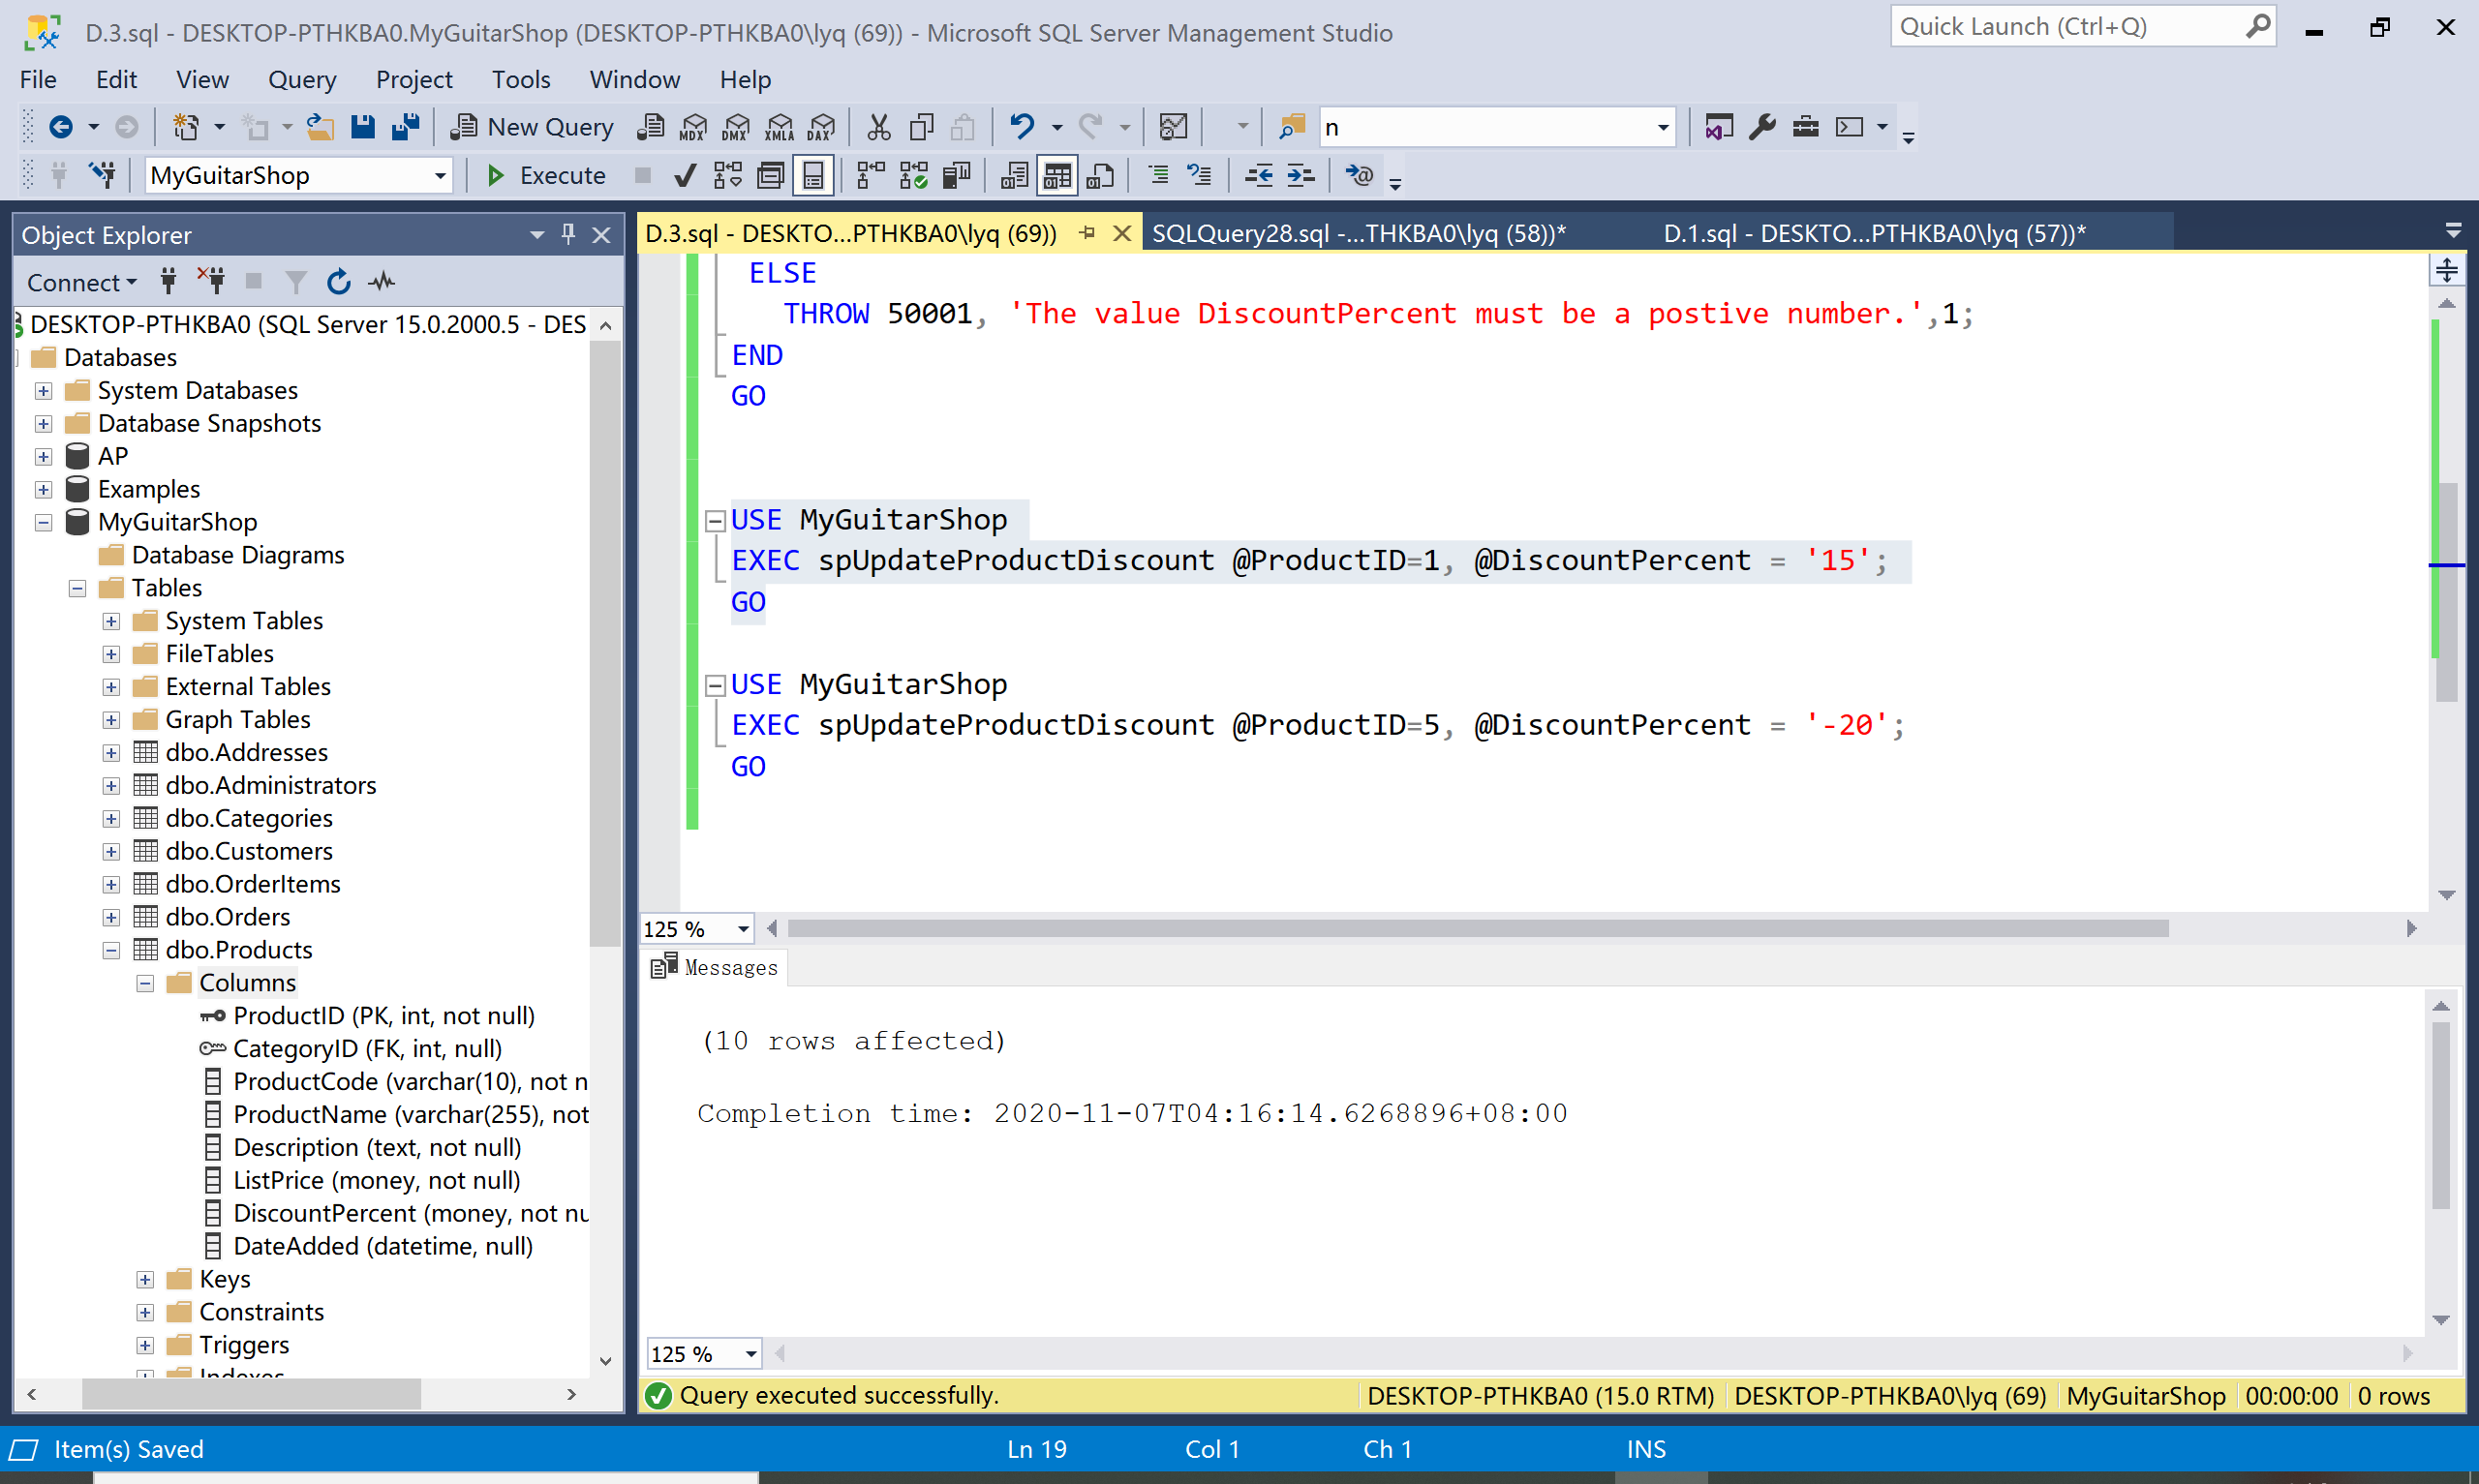 D.3.sql - DESKTOP-PTHKBA0.MyGuitarShop (DESKTOP-PTHKBA0\lyq (69)) - Microsoft SQL Server Management Studio
Quick Launch (Ctrl+Q)
File Edit View Query Project Tools Window Help
New Query MDX DMX XMLA DAX n
MyGuitarShop Execute
Object Explorer
Connect
DESKTOP-PTHKBA0 (SQL Server 15.0.2000.5 - DES
Databases
System Databases
Database Snapshots
AP
Examples
MyGuitarShop
Database Diagrams
Tables
System Tables
FileTables
External Tables
Graph Tables
dbo.Addresses
dbo.Administrators
dbo.Categories
dbo.Customers
dbo.OrderItems
dbo.Orders
dbo.Products
Columns
ProductID (PK, int, not null)
CategoryID (FK, int, null)
ProductCode (varchar(10), not n
ProductName (varchar(255), not
Description (text, not null)
ListPrice (money, not null)
DiscountPercent (money, not nu
DateAdded (datetime, null)
Keys
Constraints
Triggers
Indexes
D.3.sql - DESKTO...PTHKBA0\lyq (69)) SQLQuery28.sql -...THKBA0\lyq (58))* D.1.sql - DESKTO...PTHKBA0\lyq (57))*
ELSE
THROW 50001, 'The value DiscountPercent must be a postive number.',1;
END
GO
USE MyGuitarShop
EXEC spUpdateProductDiscount @ProductID=1, @DiscountPercent = '15';
GO
USE MyGuitarShop
EXEC spUpdateProductDiscount @ProductID=5, @DiscountPercent = '-20';
GO
125 %
Messages
(10 rows affected)
Completion time: 2020-11-07T04:16:14.6268896+08:00
125 %
Query executed successfully. DESKTOP-PTHKBA0 (15.0 RTM) DESKTOP-PTHKBA0\lyq (69) MyGuitarShop 00:00:00 0 rows
Item(s) Saved Ln 19 Col 1 Ch 1 INS